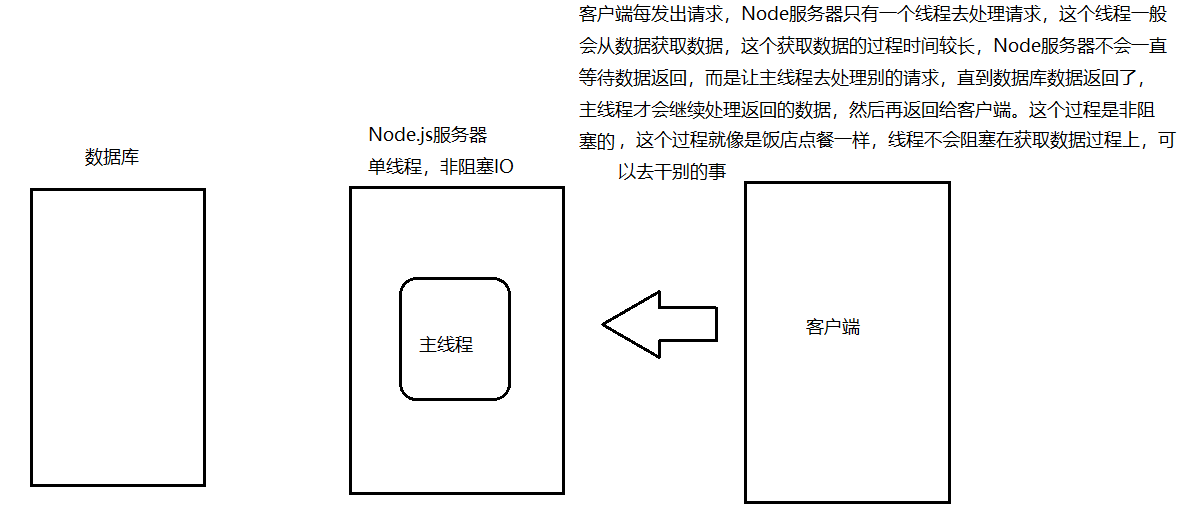 客户端每发出请求，Node服务器只有一个线程去处理请求，这个线程一般
会从数据获取数据，这个获取数据的过程时间较长，Node服务器不会一直
等待数据返回，而是让主线程去处理别的请求，直到数据库数据返回了，
主线程才会继续处理返回的数据，然后再返回给客户端。这个过程是非阻
塞的，这个过程就像是饭店点餐一样，线程不会阻塞在获取数据过程上，可
以去干别的事
Node.js服务器
单线程，非阻塞IO
数据库
主线程
客户端